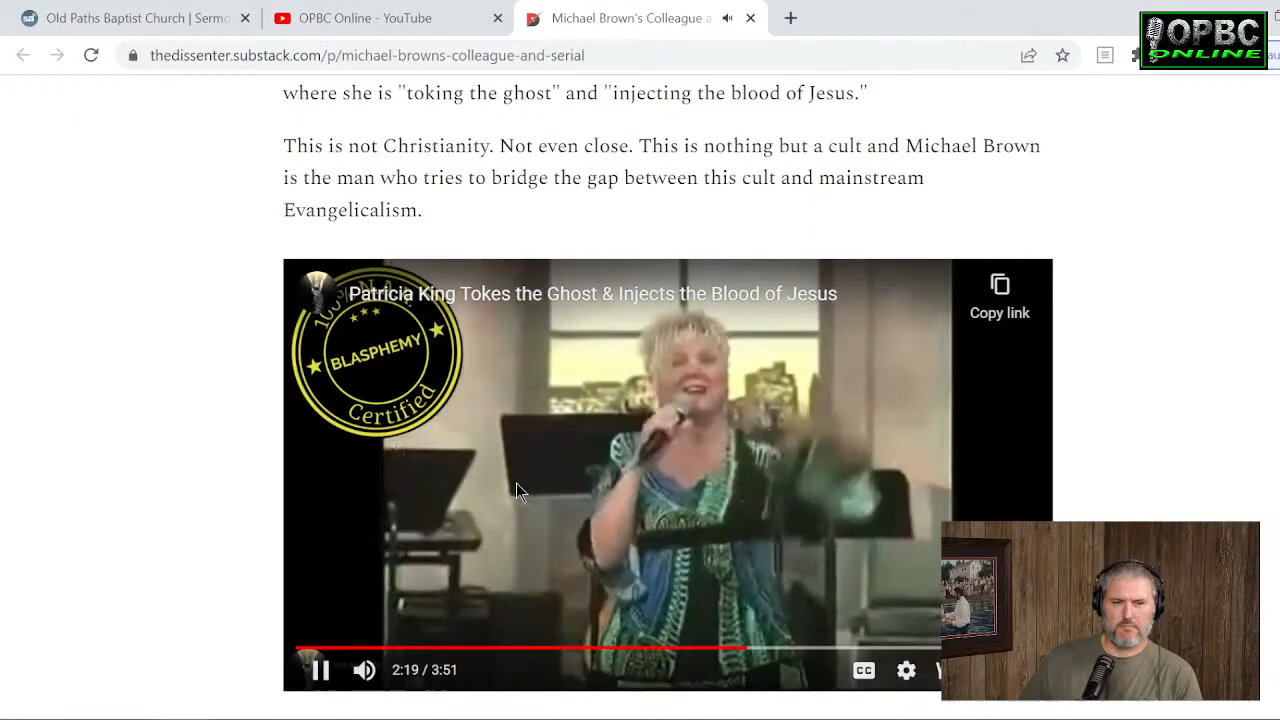 Old Paths Baptist Church | Sermo
OPBC Online - YouTube
Michael Brown's Colleague a
OPBC
ONLINE
thedissenter.substack.com/p/michael-browns-colleague-and-serial
where she is "toking the ghost" and "injecting the blood of Jesus."
This is not Christianity. Not even close. This is nothing but a cult and Michael Brown
is the man who tries to bridge the gap between this cult and mainstream
Evangelicalism.
Patricia King Tokes the Ghost & Injects the Blood of Jesus
Copy link
BLASPHEMY
Certified
2:19 / 3:51
CC